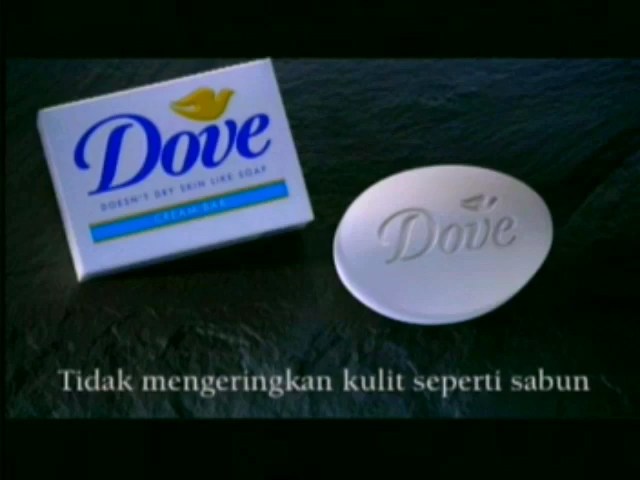 Dove
DOESN'T DRY SKIN LIKE SOAP
CREAM BAR
Dove
Tidak mengeringkan kulit seperti sabun